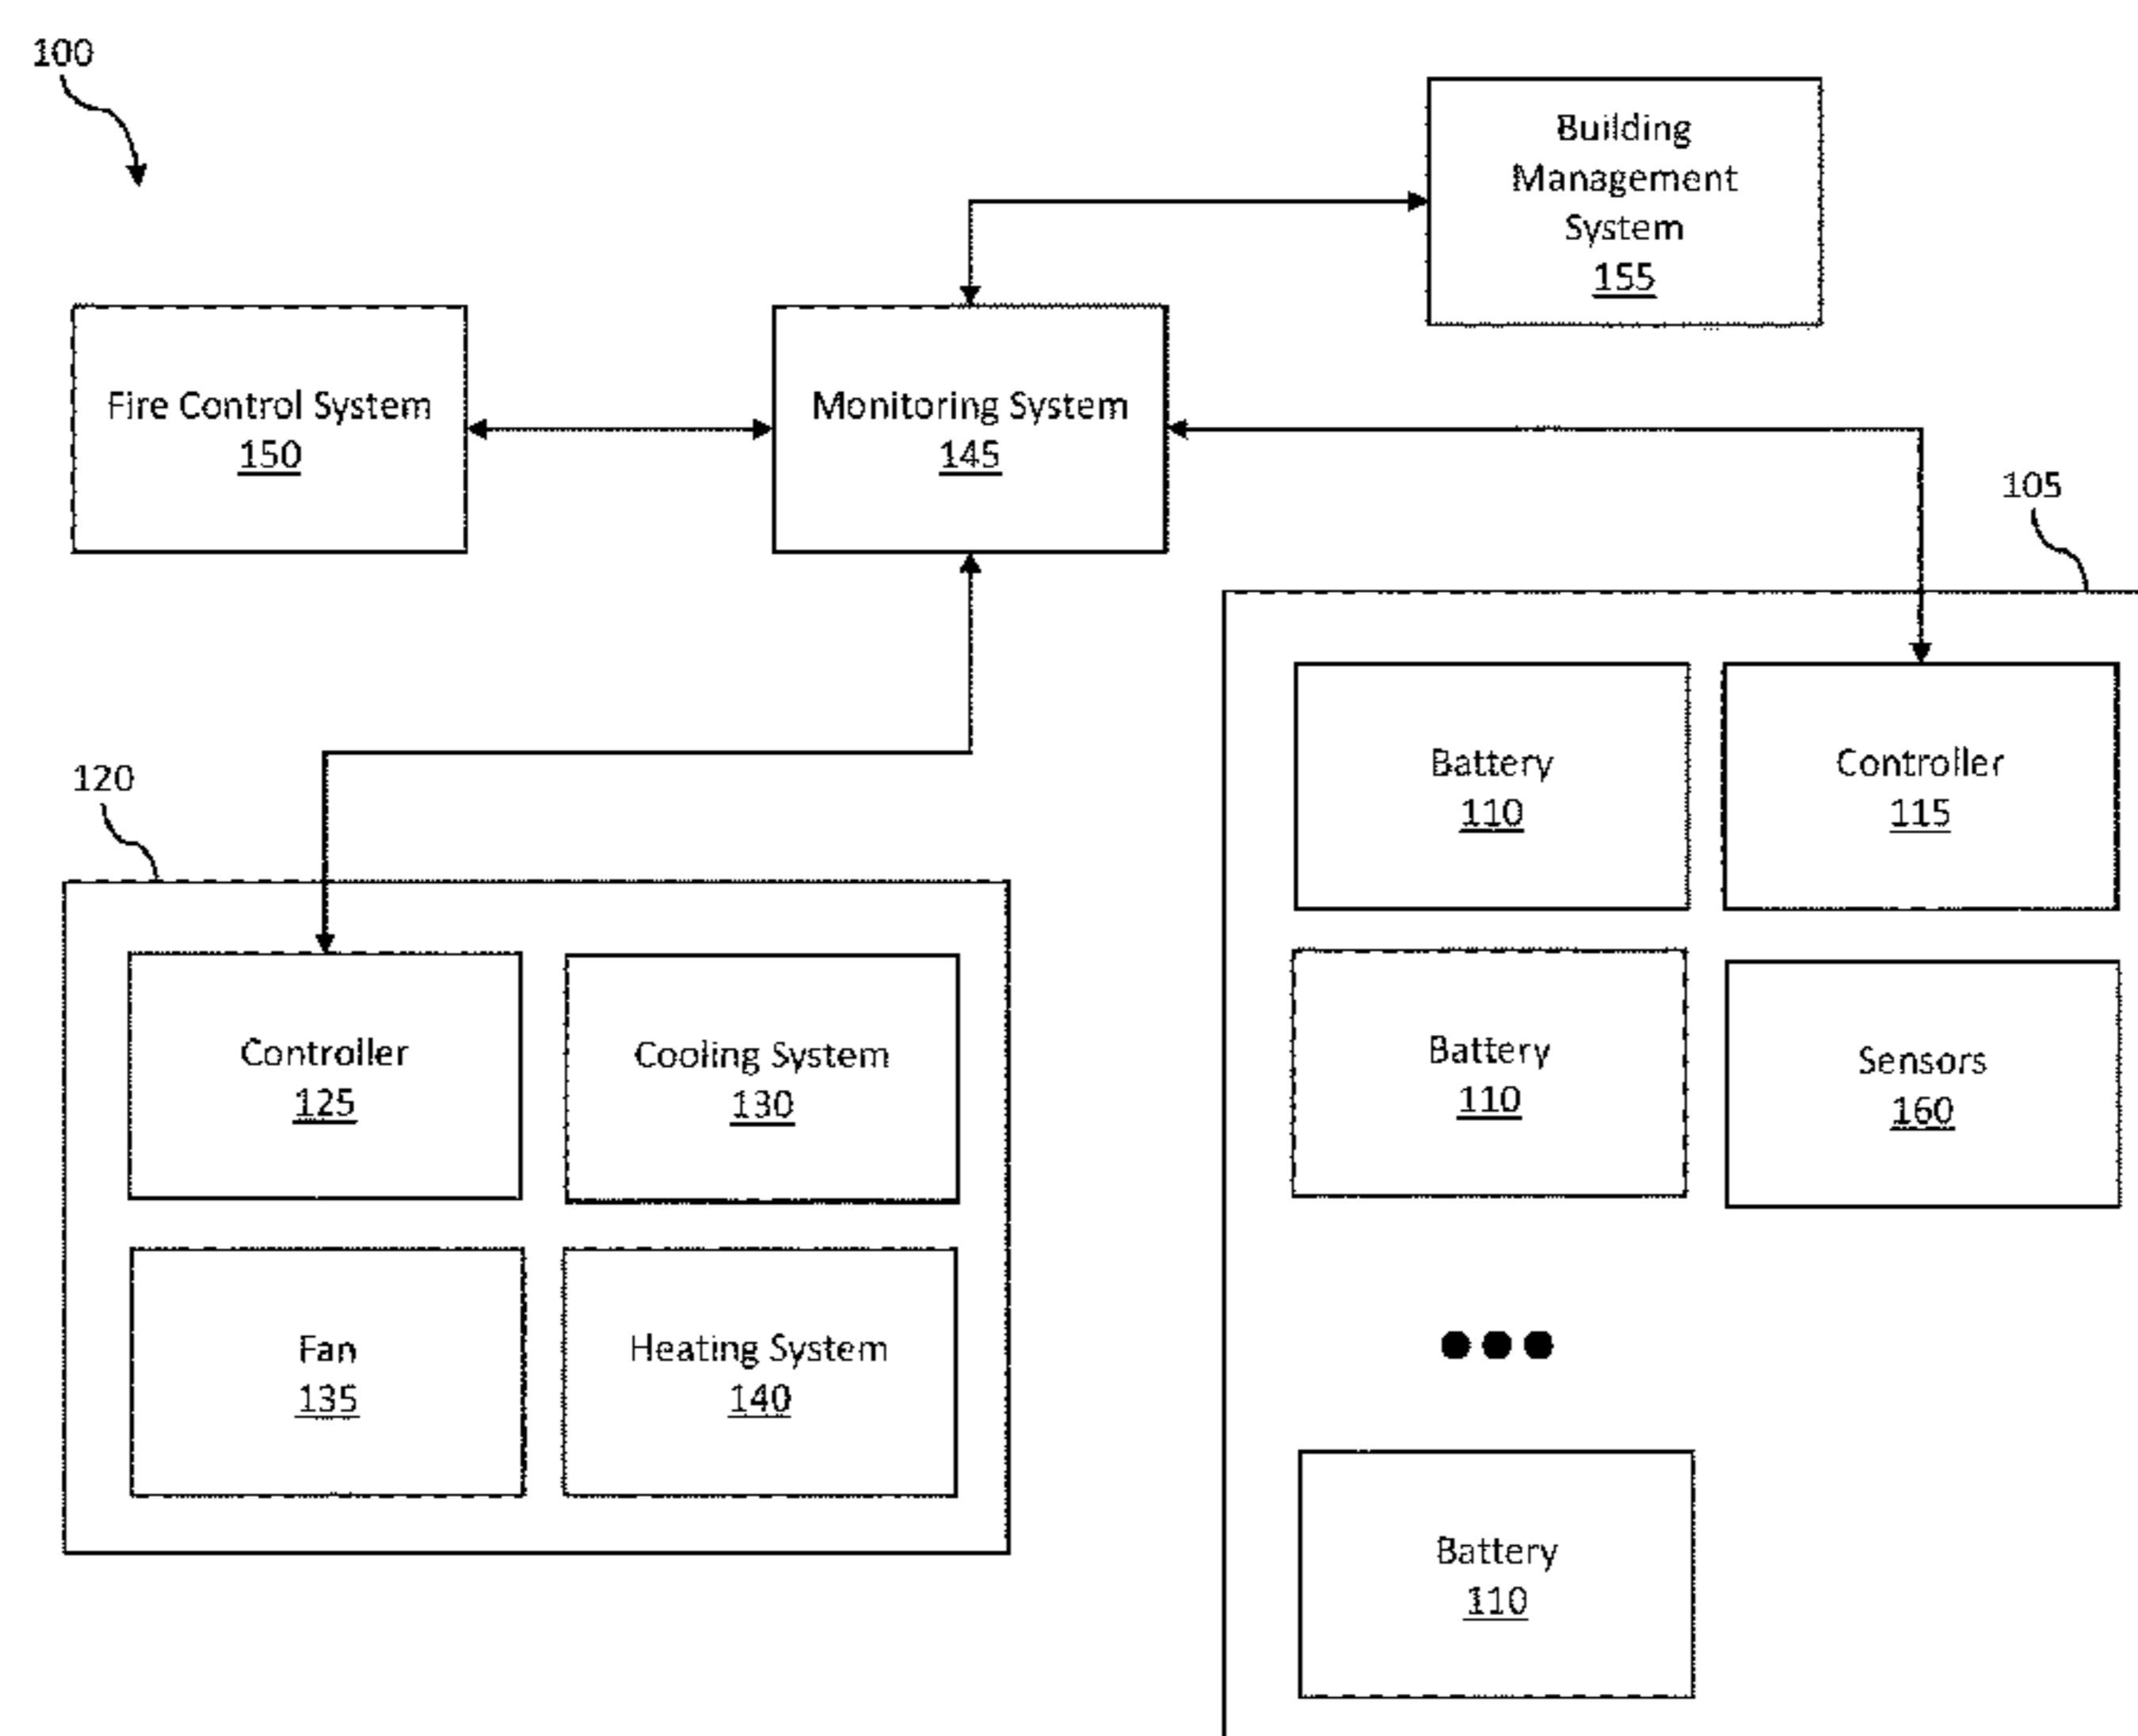 100
Building
Management
System
155
Fire Control System
150
Monitoring System
145
105
120
Battery
110
Controller
115
Controller
125
Cooling System
130
Battery
110
Sensors
160
Fan
135
Heating System
140
Battery
110